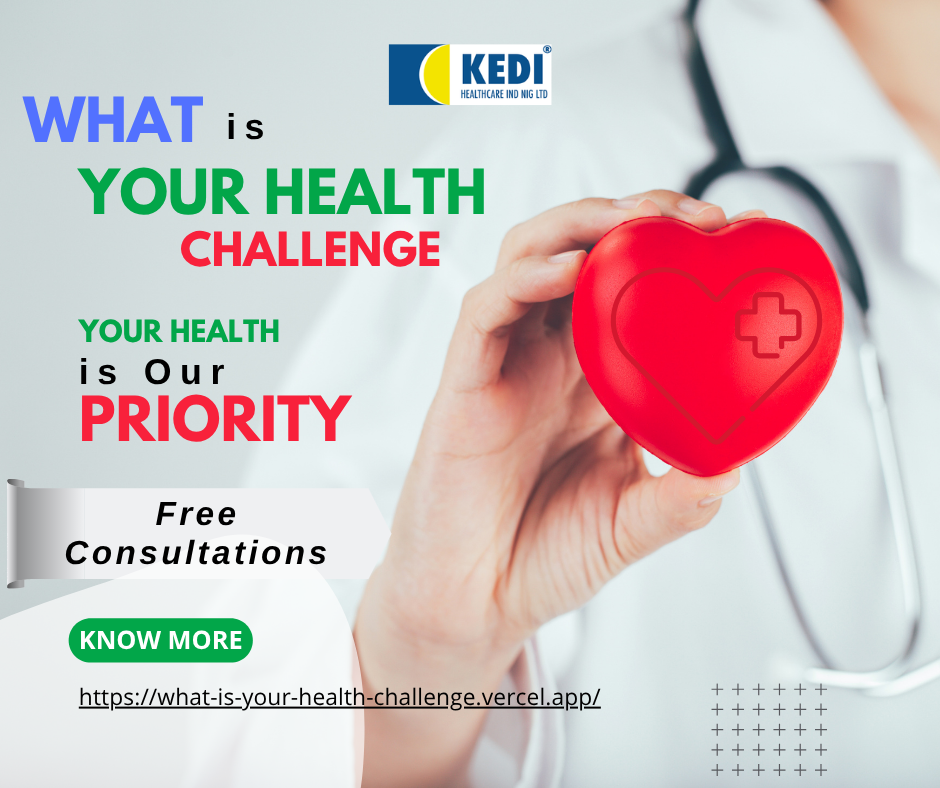 KEDI®
HEALTHCARE IND NIG LTD
WHAT is
YOUR HEALTH
CHALLENGE
YOUR HEALTH
is Our
PRIORITY
Free
Consultations
KNOW MORE
https://what-is-your-health-challenge.vercel.app/